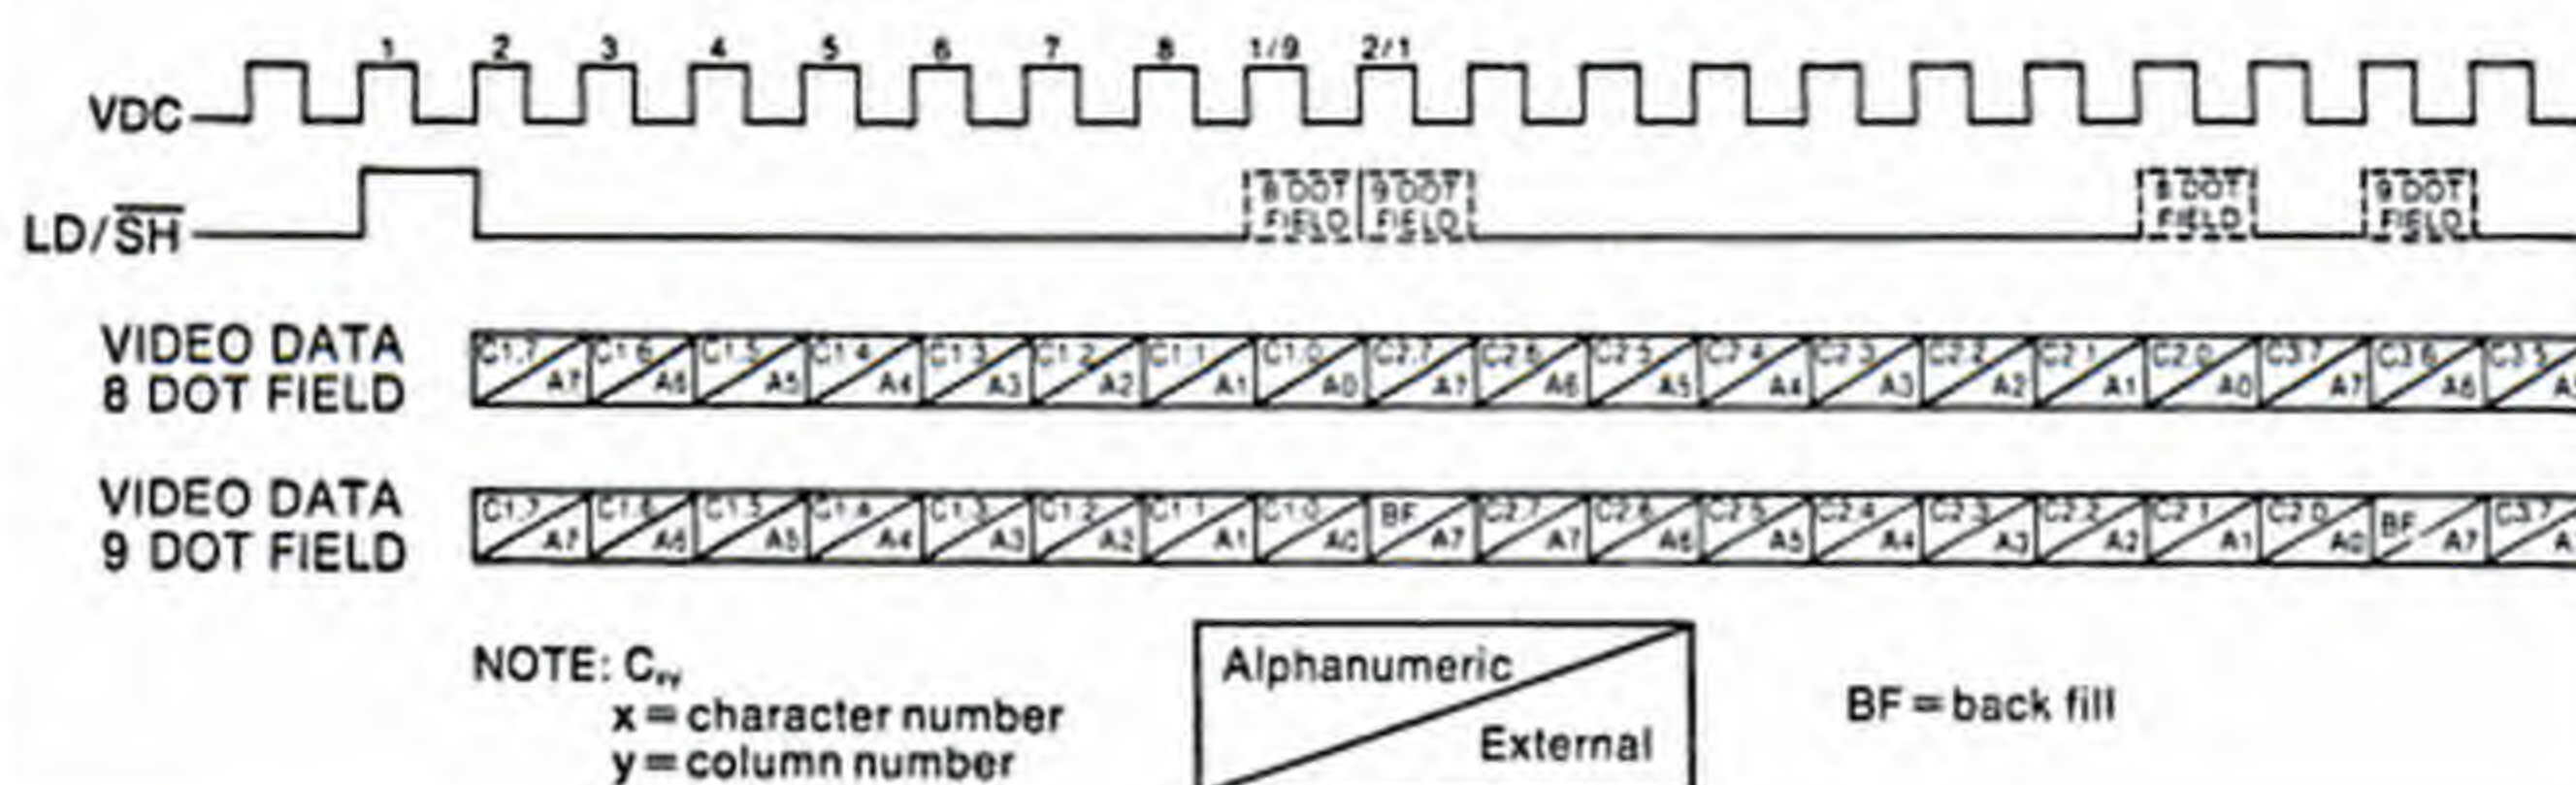 1 2 3 4 5 6 7 8 1/9 2/1
VDC
LD/SH
8 DOT FIELD 9 DOT FIELD 8 DOT FIELD 9 DOT FIELD
VIDEO DATA
8 DOT FIELD
C1.7 C1.6 C1.5 C1.4 C1.3 C1.2 C1.1 C1.0 C2.7 C2.6 C2.5 C2.4 C2.3 C2.2 C2.1 C2.0 C3.7 C3.6 C3.5
A7 A6 A5 A4 A3 A2 A1 A0 A7 A6 A5 A4 A3 A2 A1 A0 A7 A6
VIDEO DATA
9 DOT FIELD
C1.7 C1.6 C1.5 C1.4 C1.3 C1.2 C1.1 C1.0 BF C2.7 C2.6 C2.5 C2.4 C2.3 C2.2 C2.1 C2.0 BF C3.7
A7 A6 A5 A4 A3 A2 A1 A0 A7 A7 A6 A5 A4 A3 A2 A1 A0 A7
NOTE: Cxy
x = character number
y = column number
Alphanumeric
External
BF = back fill